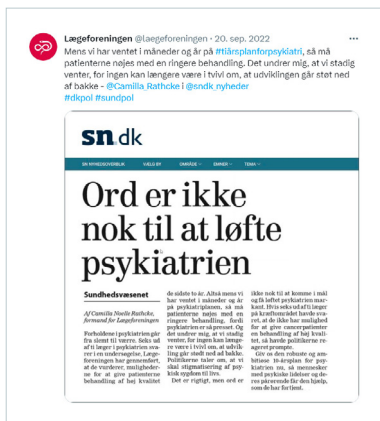 Lægeforeningen @laegeforeningen · 20. sep. 2022
Mens vi har ventet i måneder og år på #tiårsplanforpsykiatri, så må
patienterne nøjes med en ringere behandling. Det undrer mig, at vi stadig
venter, for ingen kan længere være i tvivl om, at udviklingen går støt ned
af bakke - @Camilla_Rathcke i @sndk_nyheder
#dkpol #sundpol
sn.dk
SN NYHEDSOVERBLIK VÆLG BY OMRÅDE EMNER TEMA
Ord er ikke
nok til at løfte
psykiatrien
Sundhedsvæsenet
Af Camilla Noelle Rathcke,
formand for Lægeforeningen
Forholdene i psykiatrien går
fra slemt til værre. Seks ud
af ti læger i psykiatrien sva-
rer i en undersøgelse, Læge-
foreningen har gennemført,
at de vurderer, muligheder-
ne for at give patienterne
behandling af høj kvalitet
de sidste to år. Altså mens vi
har ventet i måneder og år
på psykiatriplanen, så må
patienterne nøjes med en
ringere behandling, fordi
psykiatrien er så presset. Og
det undrer mig, at vi stadig
venter, for ingen kan længe-
re være i tvivl om, at udvik-
lingen går stødt ned ad bakke.
Politikerne taler om, at vi
skal stigmatisering af psy-
kisk sygdom til livs.
Det er rigtigt, men ord er
ikke nok til at komme i mål
og få løftet psykiatrien mar-
kant. Hvis seks ud af ti læger
på kræftområdet havde sva-
ret, at de ikke har mulighed
for at give cancerpatienter
en behandling af høj kvali-
tet, så havde politikerne re-
ageret prompte.
Giv os den robuste og am-
bitiøse 10-årsplan for psy-
kiatrien nu, så mennesker
med psykiske lidelser og de-
res pårørende får den hjælp,
som de har fortjent.